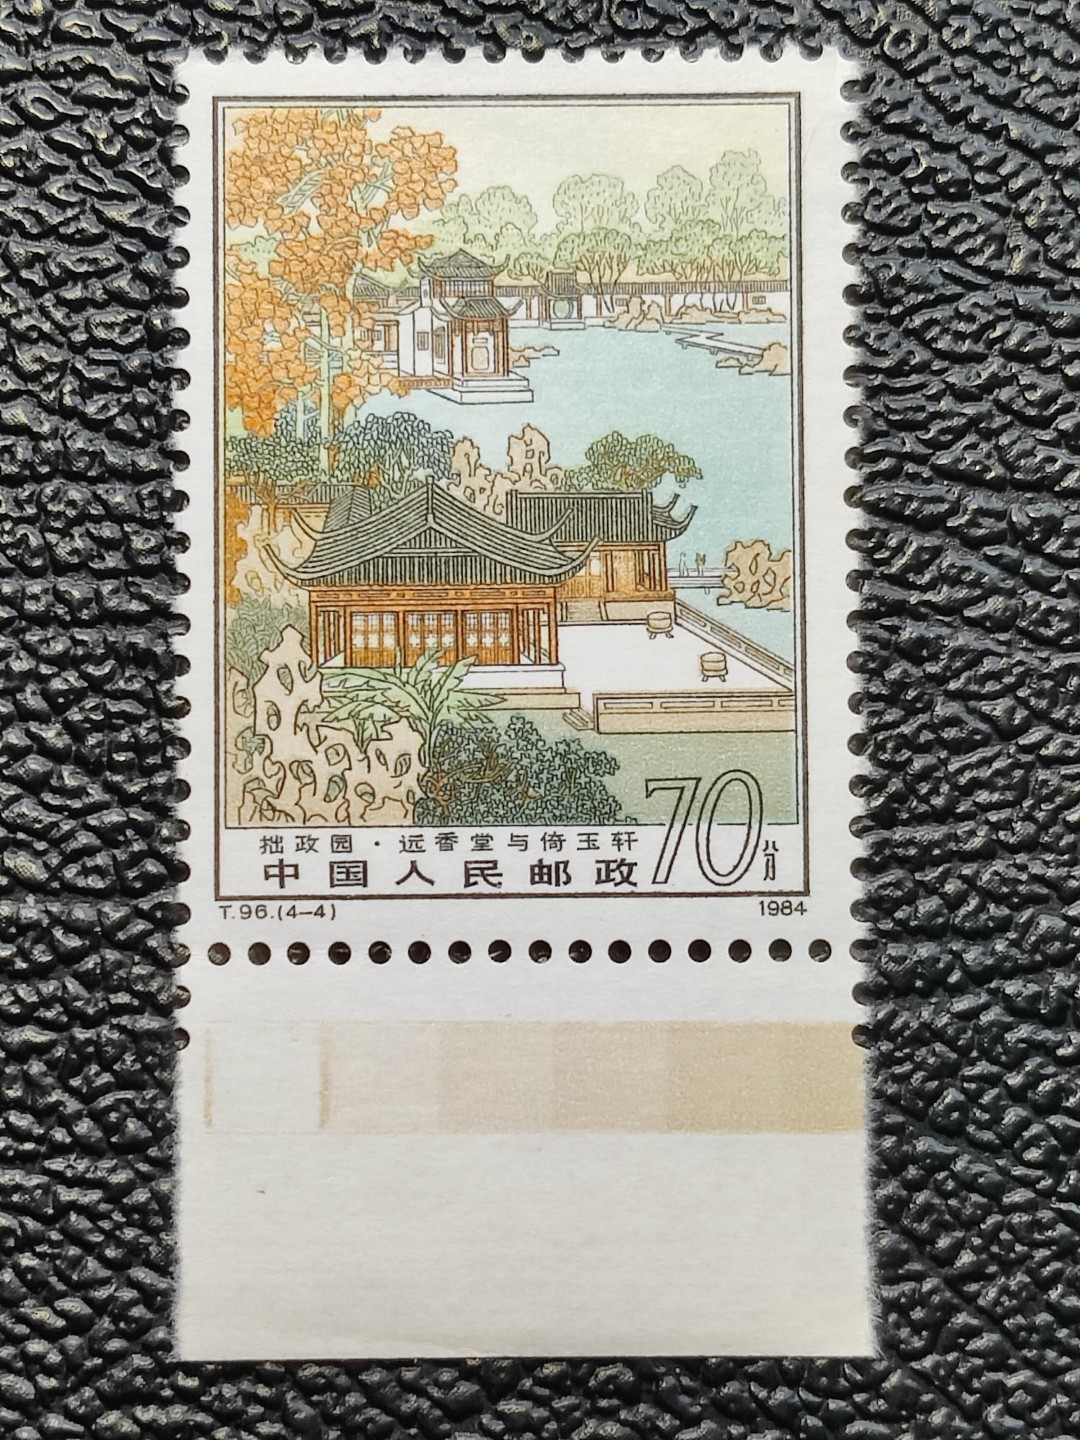 拙政园·远香堂与倚玉轩
中国人民邮政 70分
T.96.(4-4) 1984